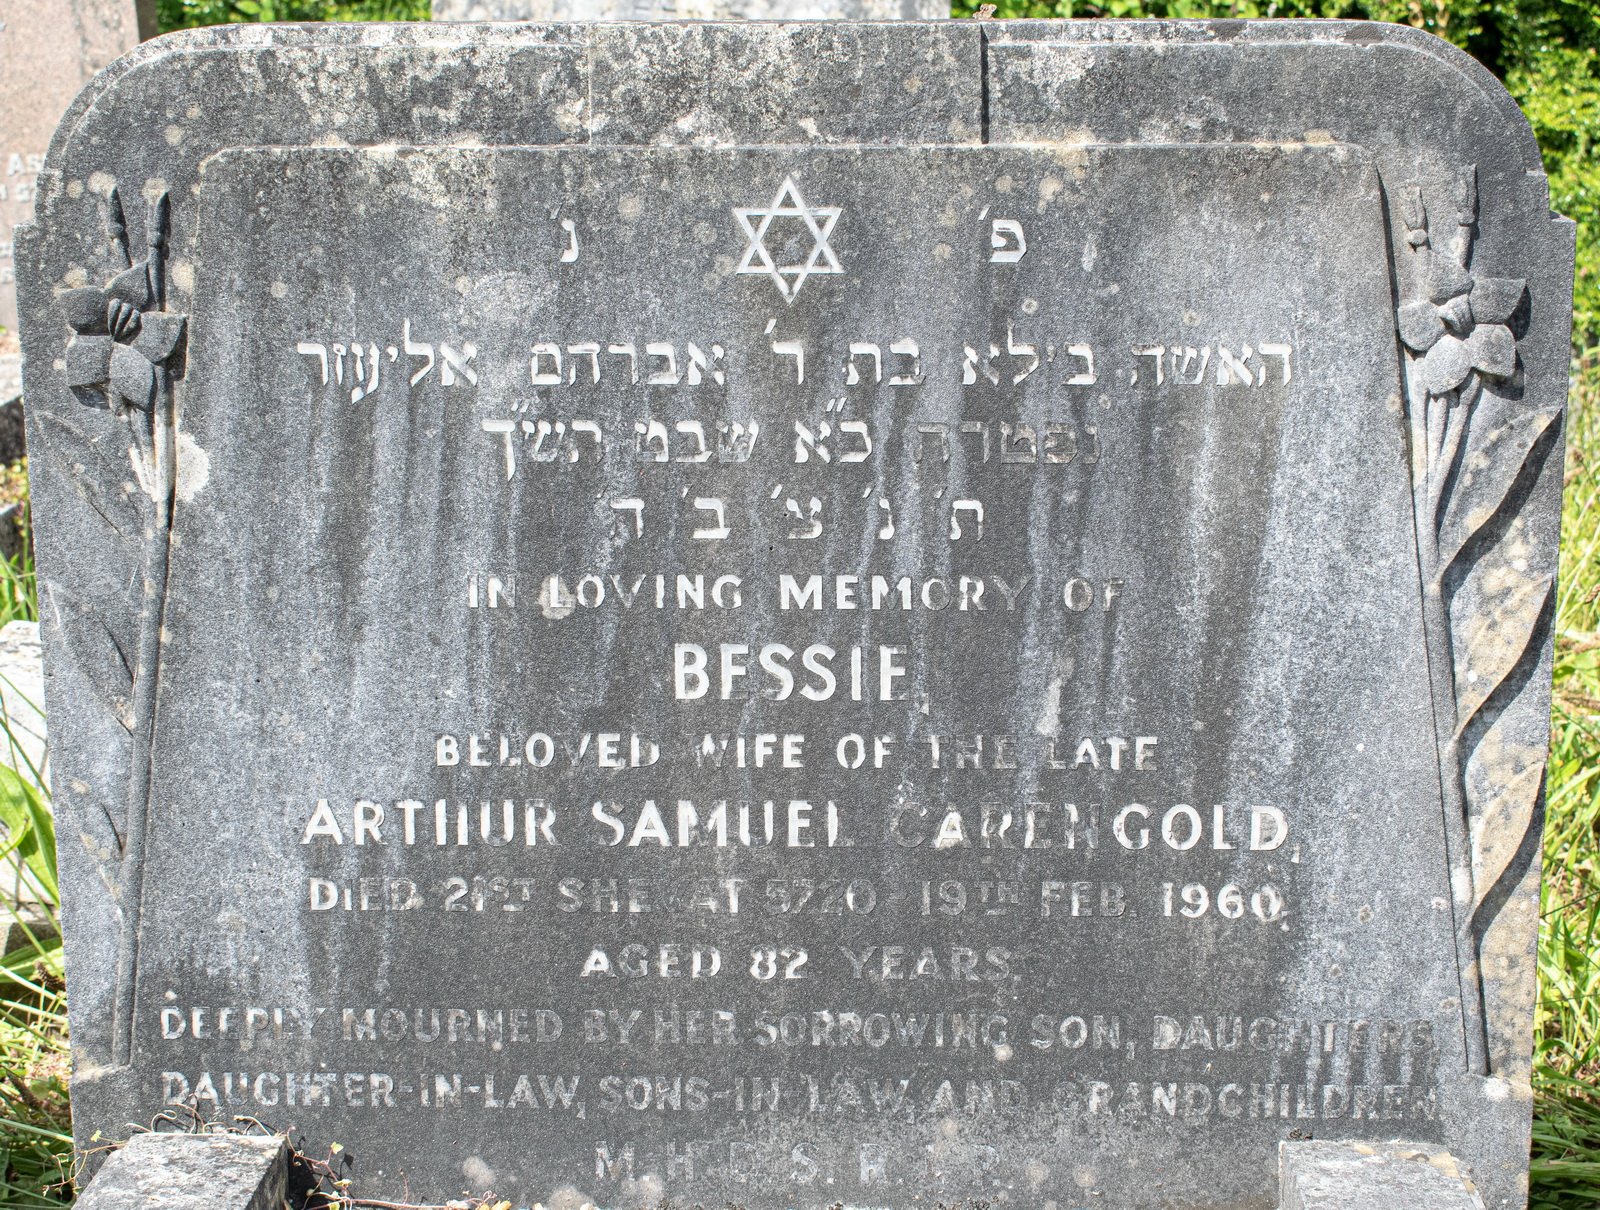 פ׳ נ׳
האשה בילא בת ר׳ אברהם אליעזר
נפטרה כ״א שבט תש״ך
ת׳ נ׳ צ׳ ב׳ ה׳
IN LOVING MEMORY OF
BESSIE,
BELOVED WIFE OF THE LATE
ARTHUR SAMUEL CARENGOLD,
DIED 21ST SHEVAT 5720 - 19TH FEB. 1960,
AGED 82 YEARS.
DEEPLY MOURNED BY HER SORROWING SON, DAUGHTERS,
DAUGHTER-IN-LAW, SONS-IN-LAW, AND GRANDCHILDREN.
M.H.D.S.R.I.P.